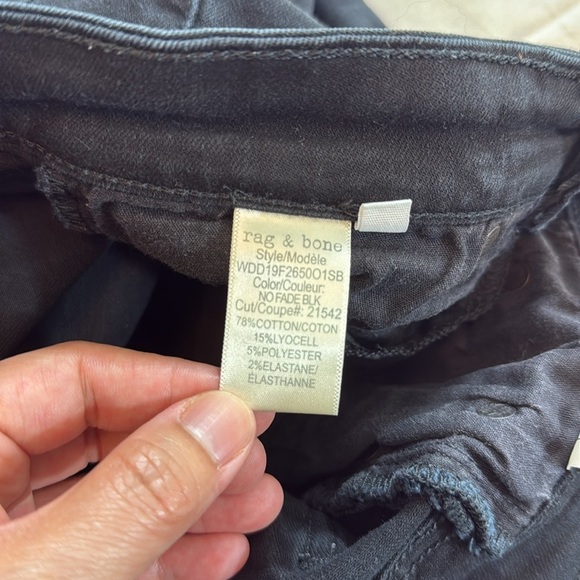 rag & bone
Style/Modèle
WDD19F2650O1SB
Color/Couleur:
NO FADE BLK
Cut/Coupe#: 21542
78%COTTON/COTON
15%LYOCELL
5%POLYESTER
2%ELASTANE/
ÉLASTHANNE